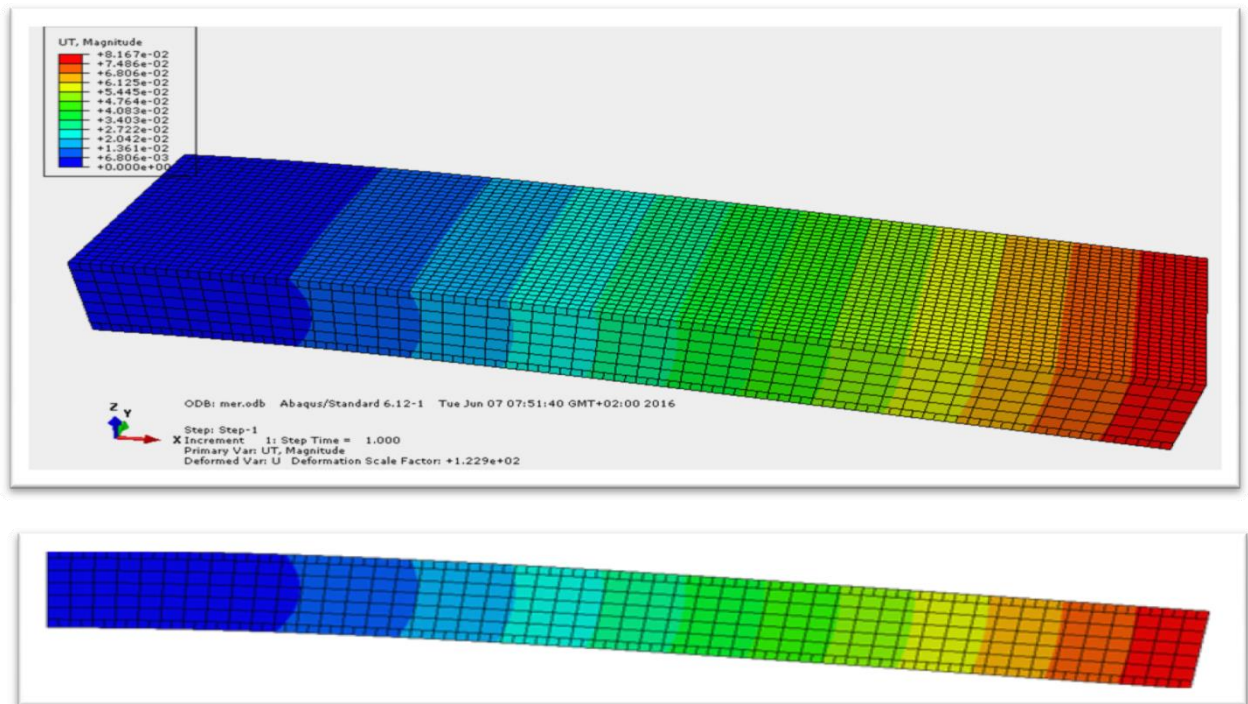 UT, Magnitude
+8.167e-02
+7.486e-02
+6.806e-02
+6.125e-02
+5.445e-02
+4.764e-02
+4.083e-02
+3.403e-02
+2.722e-02
+2.042e-02
+1.361e-02
+6.806e-03
+0.000e+00
Z
Y
X
ODB: mer.odb Abaqus/Standard 6.12-1 Tue Jun 07 07:51:40 GMT+02:00 2016
Step: Step-1
Increment 1: Step Time = 1.000
Primary Var: UT, Magnitude
Deformed Var: U Deformation Scale Factor: +1.229e+02